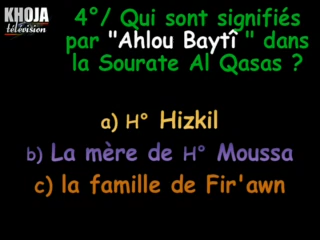 KHOJA
télévision
4°/ Qui sont signifiés
par "Ahlou Baytî " dans
la Sourate Al Qasas ?
a) H° Hizkil
b) La mère de H° Moussa
c) la famille de Fir'awn